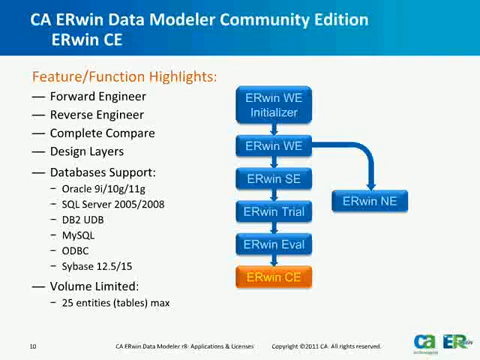 CA ERwin Data Modeler Community Edition
ERwin CE
Feature/Function Highlights:
— Forward Engineer
— Reverse Engineer
— Complete Compare
— Design Layers
— Databases Support:
− Oracle 9i/10g/11g
− SQL Server 2005/2008
− DB2 UDB
− MySQL
− ODBC
− Sybase 12.5/15
— Volume Limited:
− 25 entities (tables) max
ERwin WE
Initializer
ERwin WE
ERwin SE
ERwin NE
ERwin Trial
ERwin Eval
ERwin CE
10
CA ERwin Data Modeler r8: Applications & Licenses
Copyright ©2011 CA. All rights reserved.
ca
technologies
ER